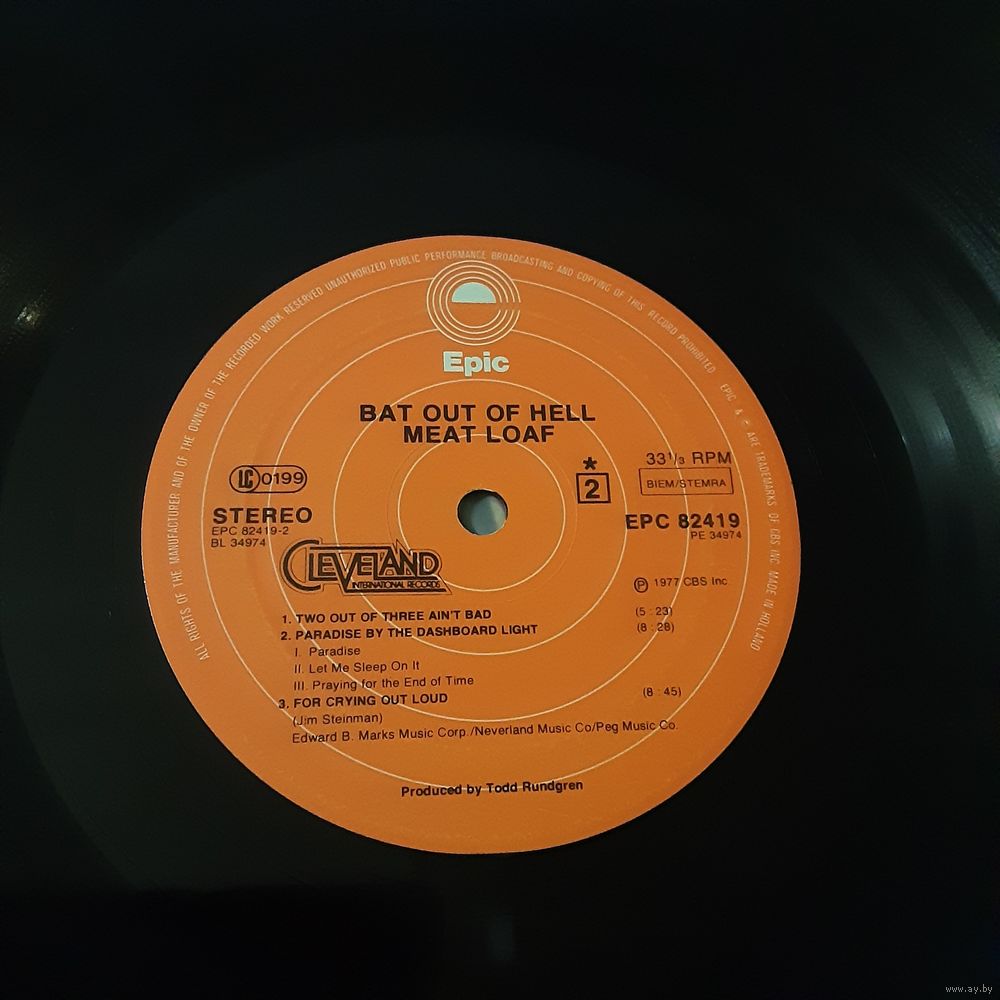 ALL RIGHTS OF THE MANUFACTURER AND OF THE OWNER OF THE RECORDED WORK RESERVED UNAUTHORIZED PUBLIC PERFORMANCE BROADCASTING AND COPYING OF THIS RECORD PROHIBITED EPIC & Є ARE TRADEMARKS OF CBS INC. MADE IN HOLLAND
Epic
BAT OUT OF HELL
MEAT LOAF
LC 0199
* 2
33 1/3 RPM
BIEM/STEMRA
STEREO
EPC 82419
EPC 82419-2
PE 34974
BL 34974
CLEVELAND
INTERNATIONAL RECORDS
℗ 1977 CBS Inc.
1. TWO OUT OF THREE AIN'T BAD (5 : 23)
2. PARADISE BY THE DASHBOARD LIGHT (8 : 28)
I. Paradise
II. Let Me Sleep On It
III. Praying for the End of Time
3. FOR CRYING OUT LOUD (8 : 45)
(Jim Steinman)
Edward B. Marks Music Corp./Neverland Music Co/Peg Music Co.
Produced by Todd Rundgren
www.ay.by